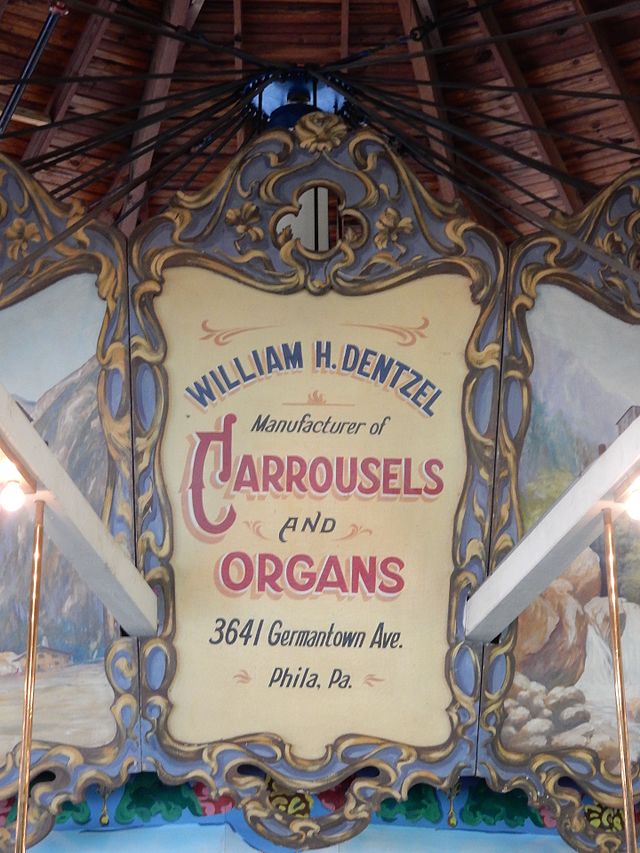 WILLIAM H. DENTZEL
Manufacturer of
CARROUSELS
AND
ORGANS
3641 Germantown Ave.
Phila, Pa.